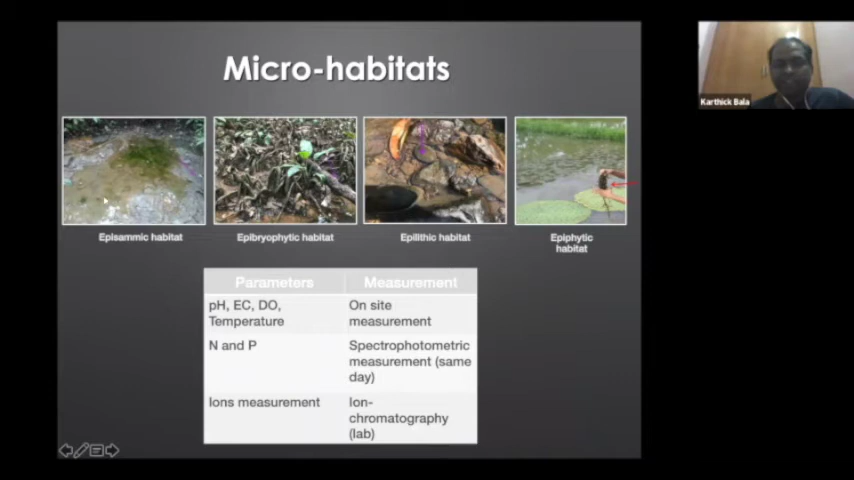 Micro-habitats
Karthick Bala
Episammic habitat
Epibryophytic habitat
Epilithic habitat
Epiphytic
habitat
Parameters
Measurement
pH, EC, DO,
Temperature
On site
measurement
N and P
Spectrophotometric
measurement (same
day)
Ions measurement
Ion-
chromatography
(lab)